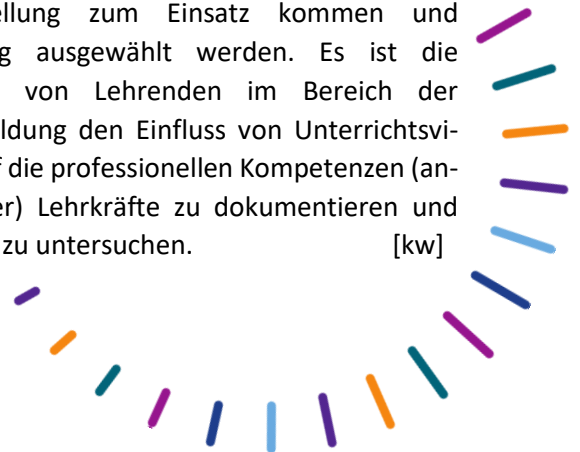 ellung zum Einsatz kommen und
g ausgewählt werden. Es ist die
von Lehrenden im Bereich der
ldung den Einfluss von Unterrichtsvi-
f die professionellen Kompetenzen (an-
er) Lehrkräfte zu dokumentieren und
zu untersuchen. [kw]